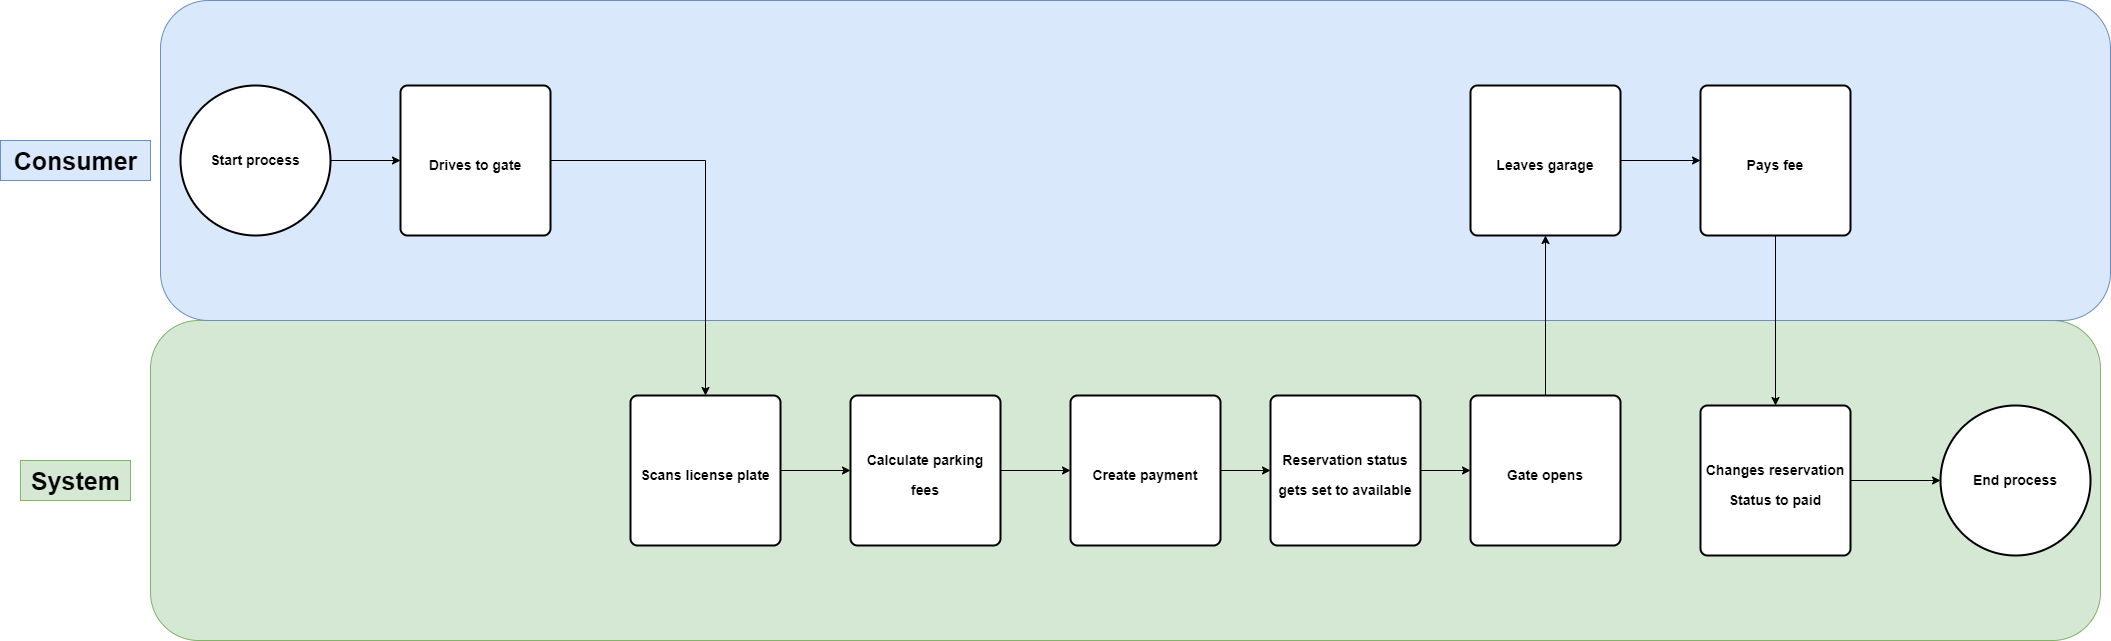 Consumer
Start process
Drives to gate
Leaves garage
Pays fee
System
Scans license plate
Calculate parking
fees
Create payment
Reservation status
gets set to available
Gate opens
Changes reservation
Status to paid
End process